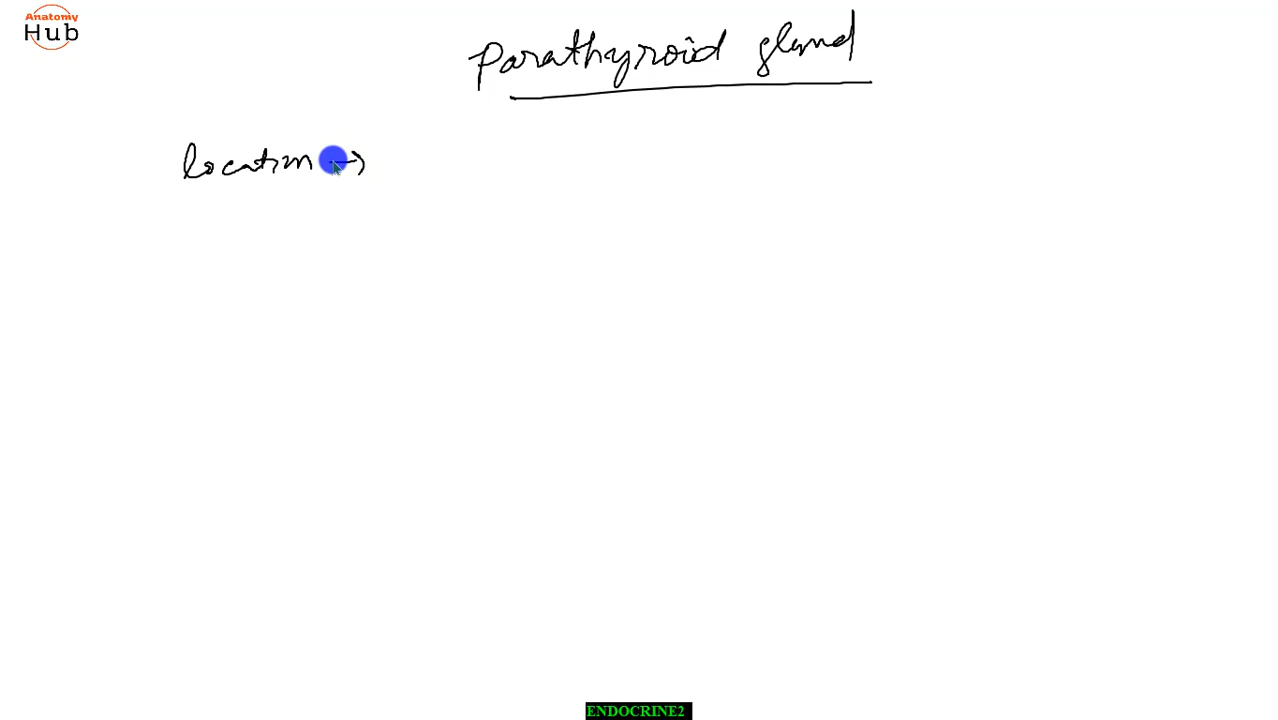 Anatomy
Hub
Parathyroid gland
location →
ENDOCRINE2